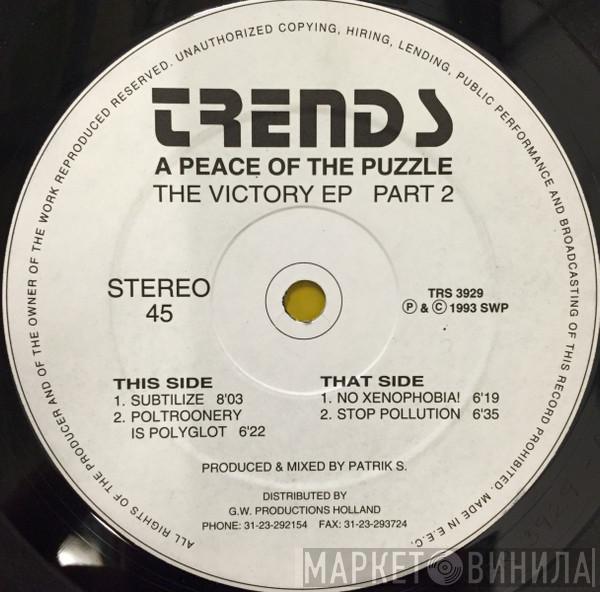 ALL RIGHTS OF THE PRODUCER AND OF THE OWNER OF THE WORK REPRODUCED RESERVED. UNAUTHORIZED COPYING, HIRING, LENDING, PUBLIC PERFORMANCE AND BROADCASTING OF THIS RECORD PROHIBITED. MADE IN E.E.C.
TRENDS
A PEACE OF THE PUZZLE
THE VICTORY EP PART 2
STEREO
45
TRS 3929
Ⓟ & © 1993 SWP
THIS SIDE
1. SUBTILIZE 8'03
2. POLTROONERY
IS POLYGLOT 6'22
THAT SIDE
1. NO XENOPHOBIA! 6'19
2. STOP POLLUTION 6'35
PRODUCED & MIXED BY PATRIK S.
DISTRIBUTED BY
G.W. PRODUCTIONS HOLLAND
PHONE: 31-23-292154 FAX: 31-23-293724
МАРКЕТ ВИНИЛА